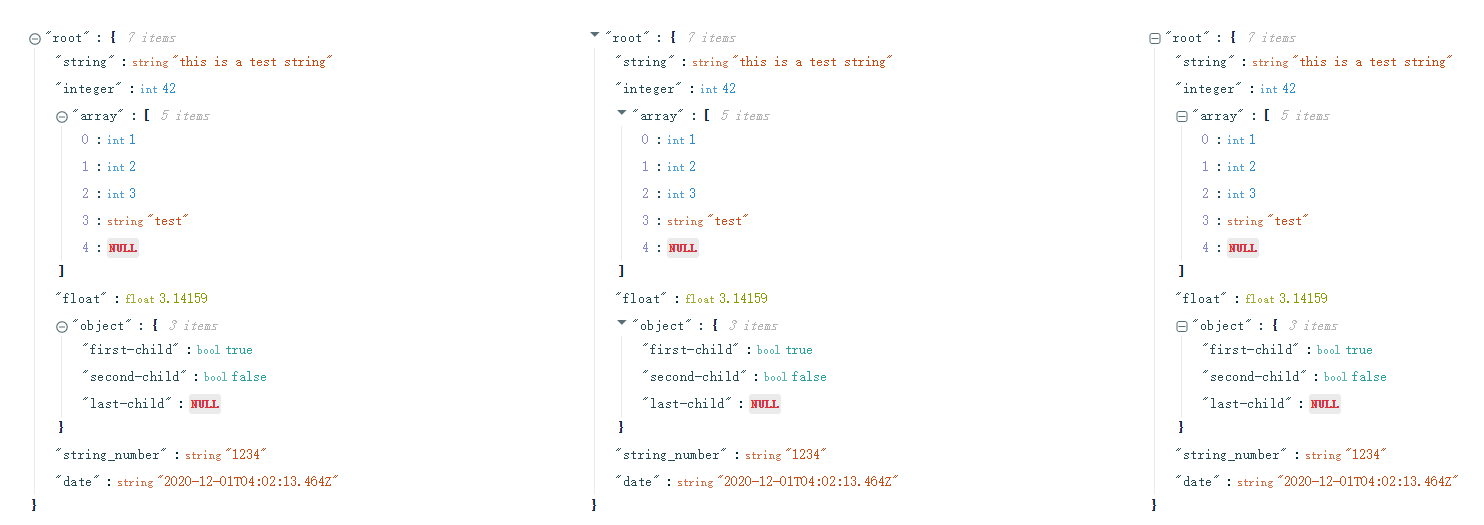 "root" : { 7 items
"string" : string "this is a test string"
"integer" : int 42
"array" : [ 5 items
0 : int 1
1 : int 2
2 : int 3
3 : string "test"
4 : NULL
]
"float" : float 3.14159
"object" : { 3 items
"first-child" : bool true
"second-child" : bool false
"last-child" : NULL
}
"string_number" : string "1234"
"date" : string "2020-12-01T04:02:13.464Z"
}
"root" : { 7 items
"string" : string "this is a test string"
"integer" : int 42
"array" : [ 5 items
0 : int 1
1 : int 2
2 : int 3
3 : string "test"
4 : NULL
]
"float" : float 3.14159
"object" : { 3 items
"first-child" : bool true
"second-child" : bool false
"last-child" : NULL
}
"string_number" : string "1234"
"date" : string "2020-12-01T04:02:13.464Z"
}
"root" : { 7 items
"string" : string "this is a test string"
"integer" : int 42
"array" : [ 5 items
0 : int 1
1 : int 2
2 : int 3
3 : string "test"
4 : NULL
]
"float" : float 3.14159
"object" : { 3 items
"first-child" : bool true
"second-child" : bool false
"last-child" : NULL
}
"string_number" : string "1234"
"date" : string "2020-12-01T04:02:13.464Z"
}